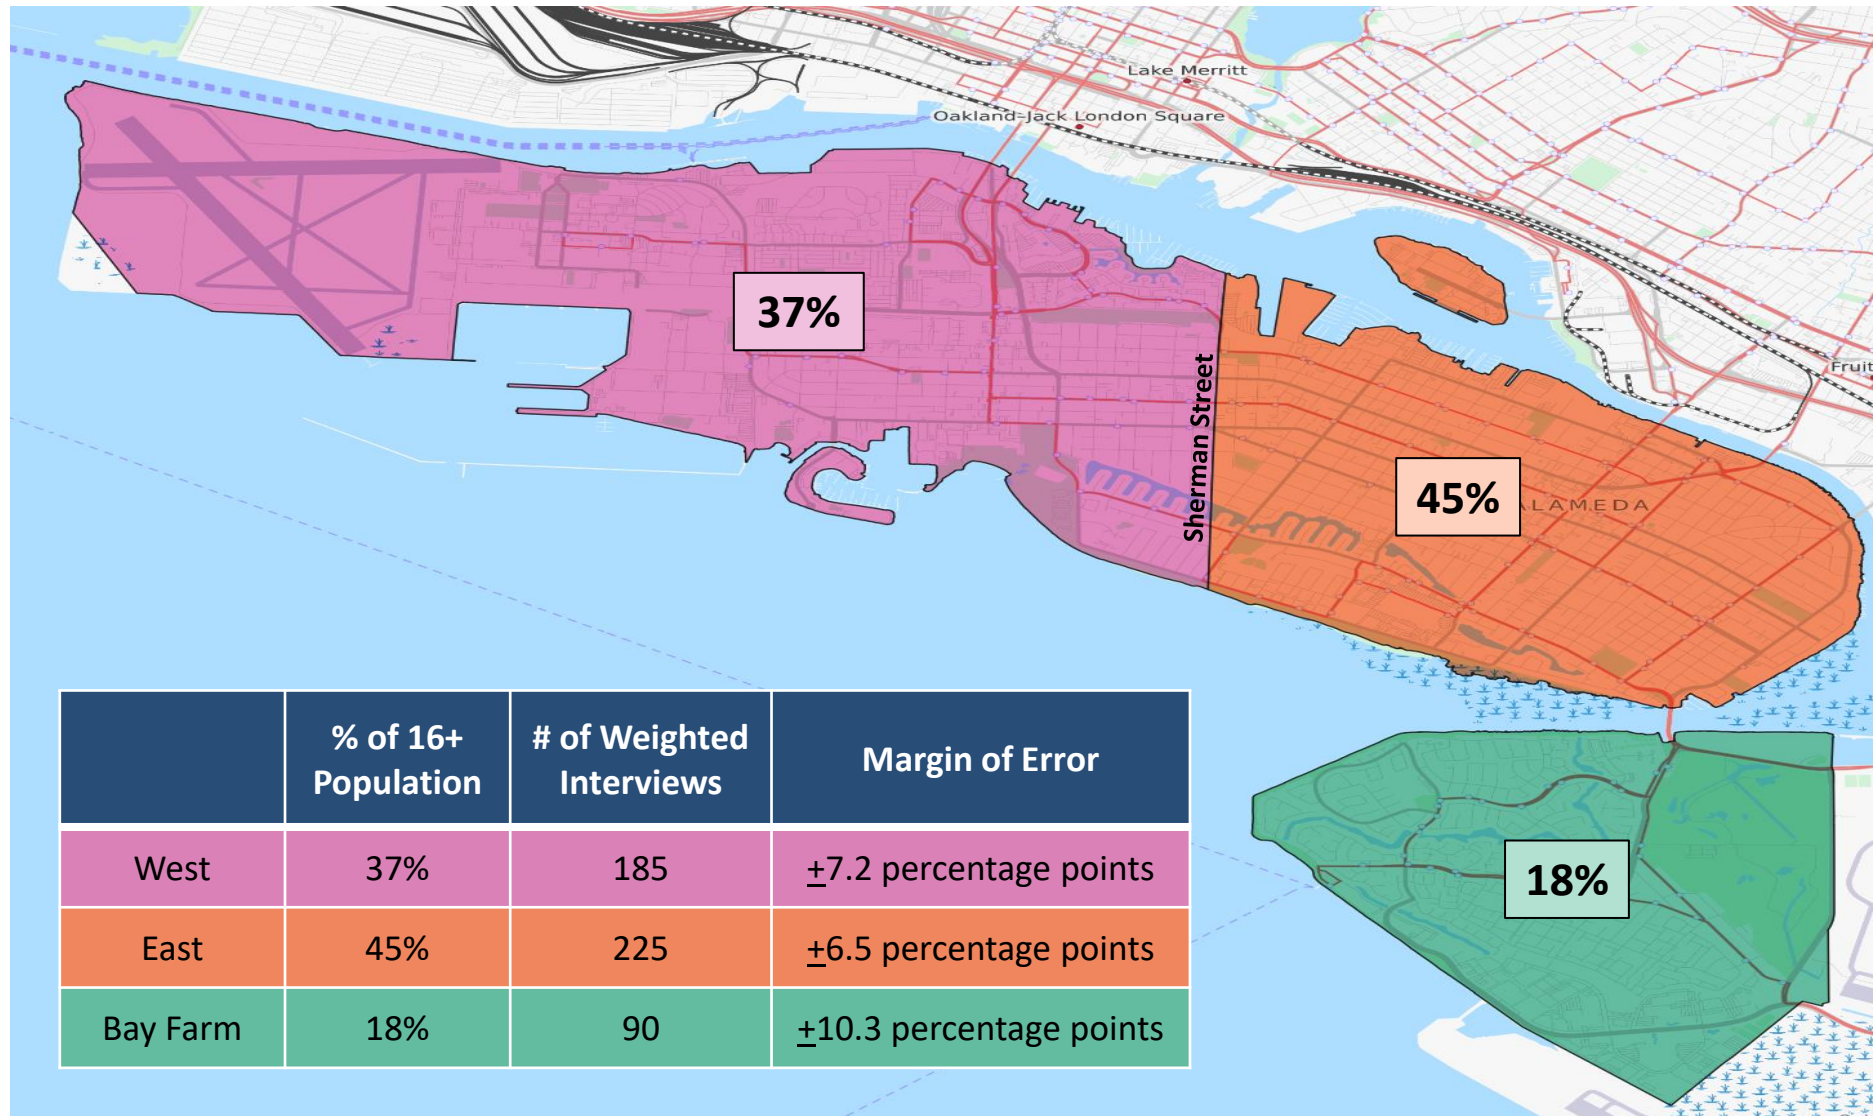 Lake Merritt
Oakland-Jack London Square
37%
Sherman Street
Fruit
45%
ALAMEDA
18%
% of 16+ Population
# of Weighted Interviews
Margin of Error
West 37% 185 ±7.2 percentage points
East 45% 225 ±6.5 percentage points
Bay Farm 18% 90 ±10.3 percentage points